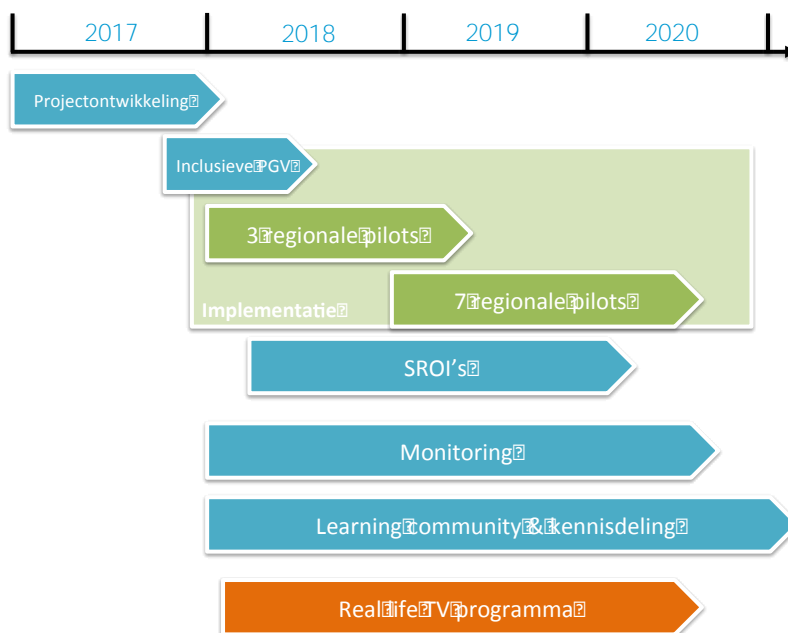 2017 2018 2019 2020
Projectontwikkeling
Inclusieve PGV
3 regionale pilots
7 regionale pilots
Implementatie
SROI's
Monitoring
Learning community & kennisdeling
Real life TV programma